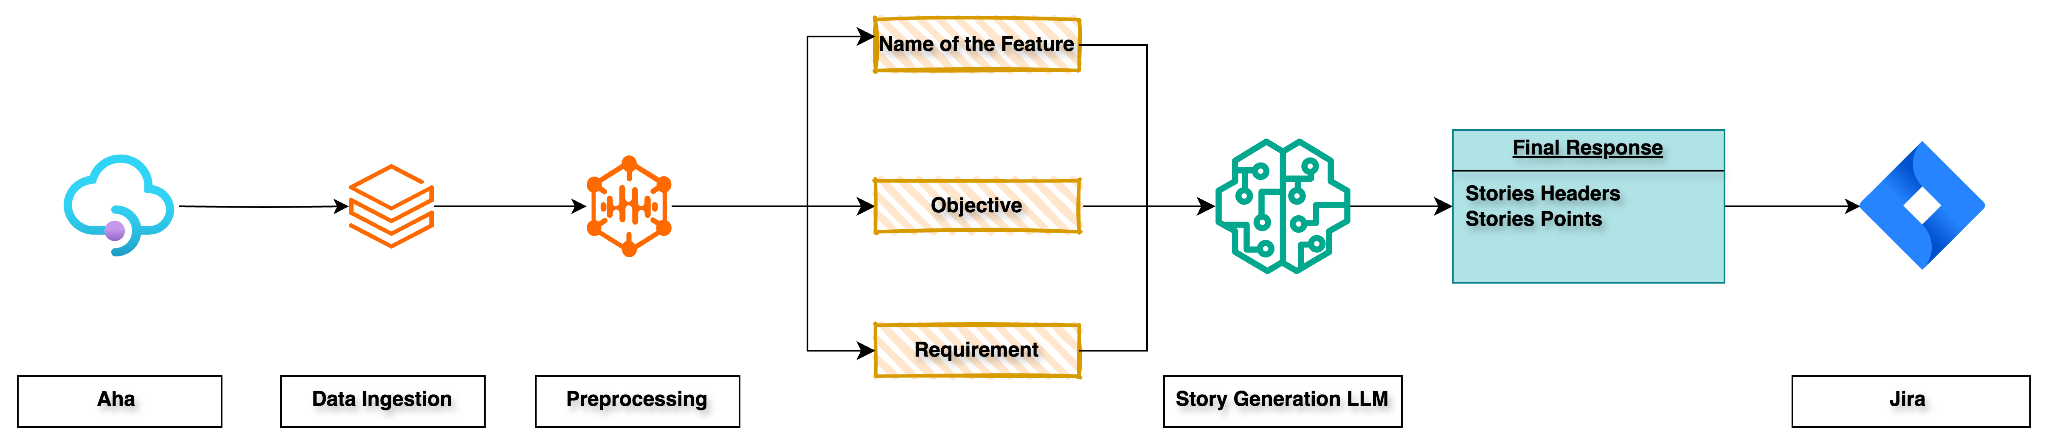 Name of the Feature
Objective
Requirement
Final Response
Stories Headers
Stories Points
Aha
Data Ingestion
Preprocessing
Story Generation LLM
Jira